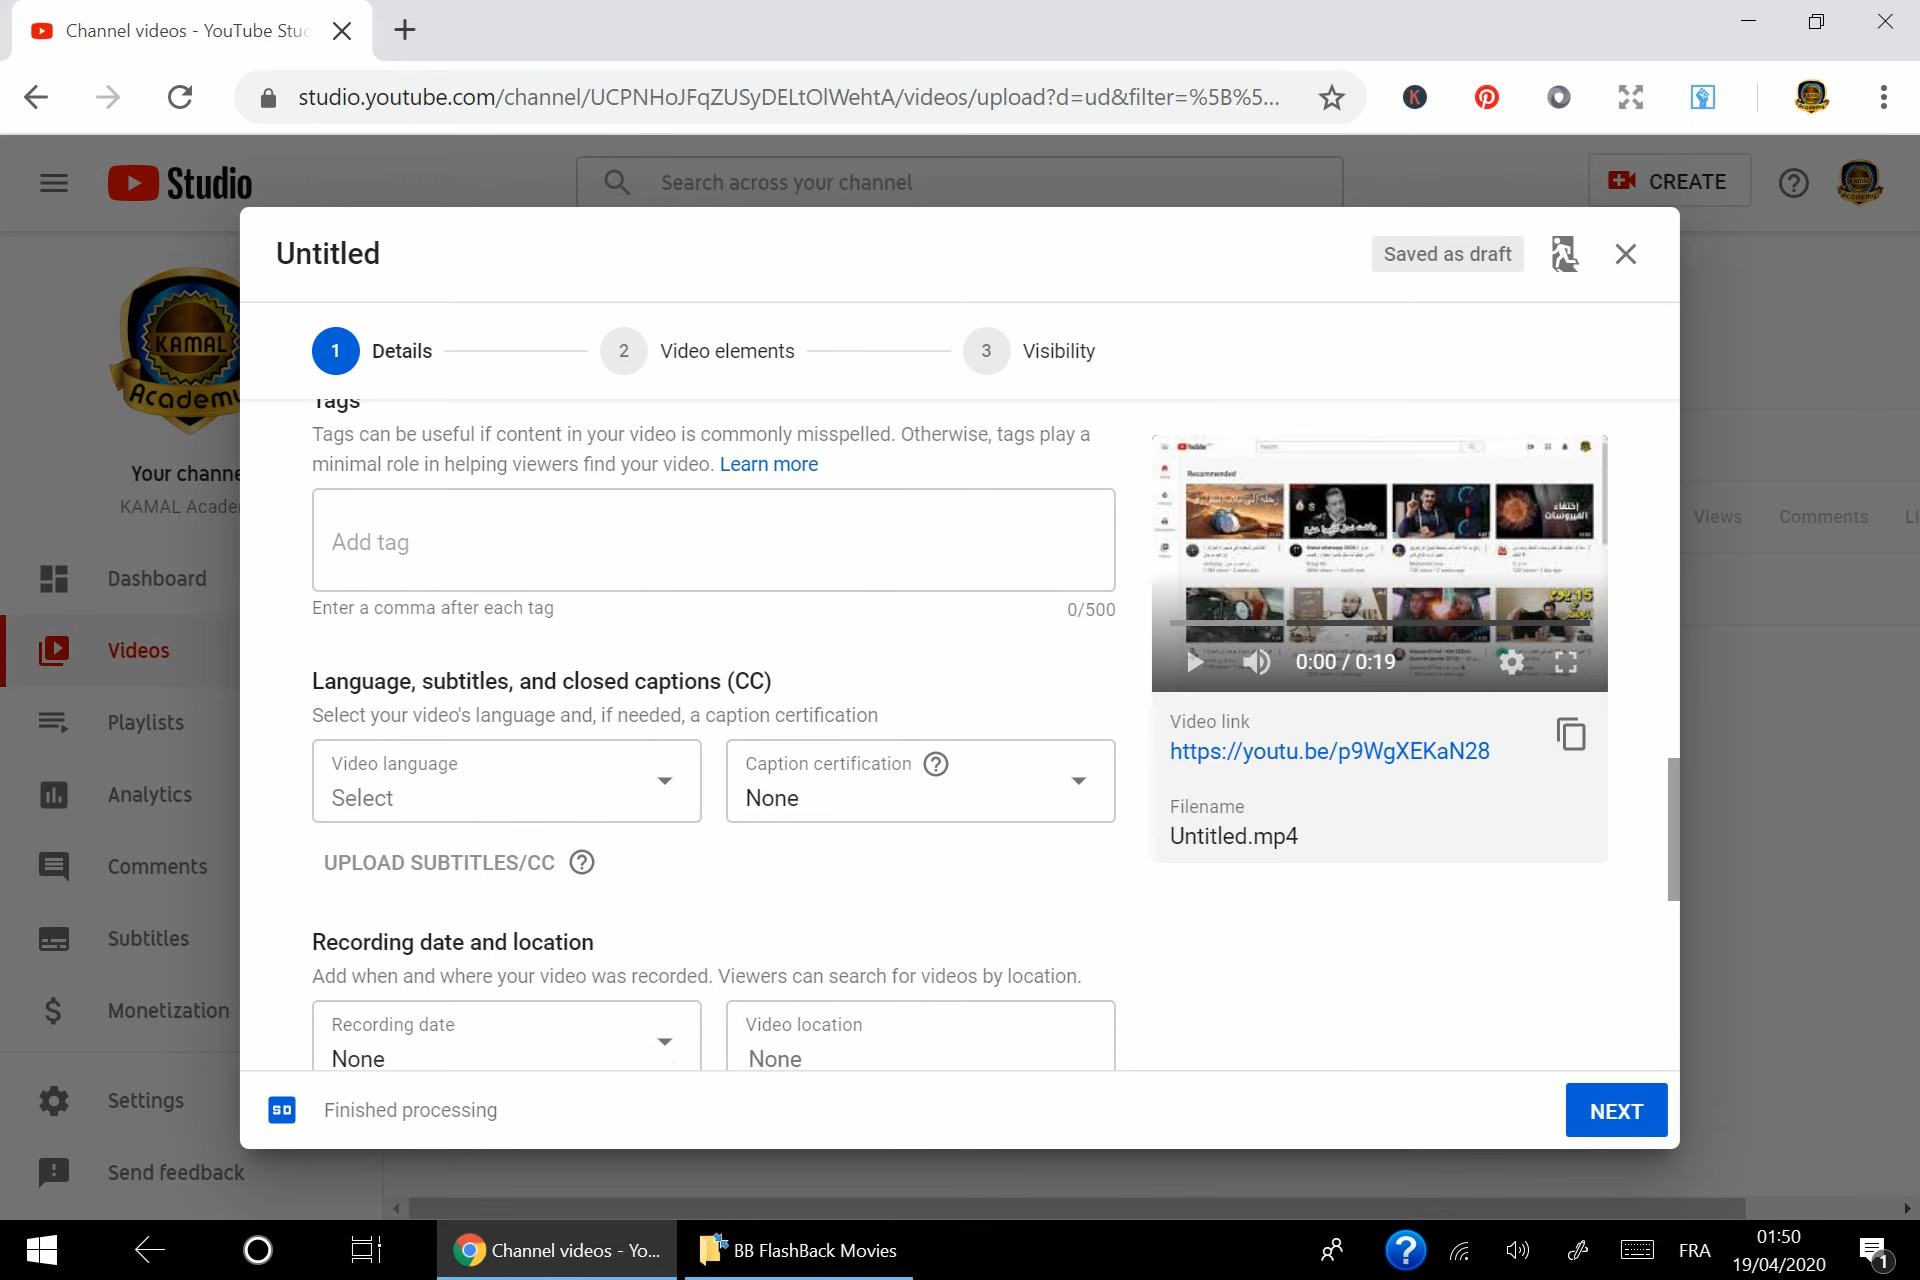 Channel videos - YouTube Stu
studio.youtube.com/channel/UCPNHoJFqZUSyDELtOlWehtA/videos/upload?d=ud&filter=%5B%5...
Studio
Search across your channel
CREATE
Untitled
Saved as draft
1 Details
2 Video elements
3 Visibility
KAMAL
Academy
Your channe
KAMAL Acade
Dashboard
Videos
Playlists
Analytics
Comments
Subtitles
Monetization
Settings
Send feedback
Tags
Tags can be useful if content in your video is commonly misspelled. Otherwise, tags play a
minimal role in helping viewers find your video. Learn more
Add tag
Enter a comma after each tag
0/500
Language, subtitles, and closed captions (CC)
Select your video's language and, if needed, a caption certification
Video language
Select
Caption certification
None
UPLOAD SUBTITLES/CC
Recording date and location
Add when and where your video was recorded. Viewers can search for videos by location.
Recording date
None
Video location
None
Recommended
0:00 / 0:19
Video link
https://youtu.be/p9WgXEKaN28
Filename
Untitled.mp4
Views
Comments
Li
SD
Finished processing
NEXT
Channel videos - Yo...
BB FlashBack Movies
FRA
01:50
19/04/2020
1